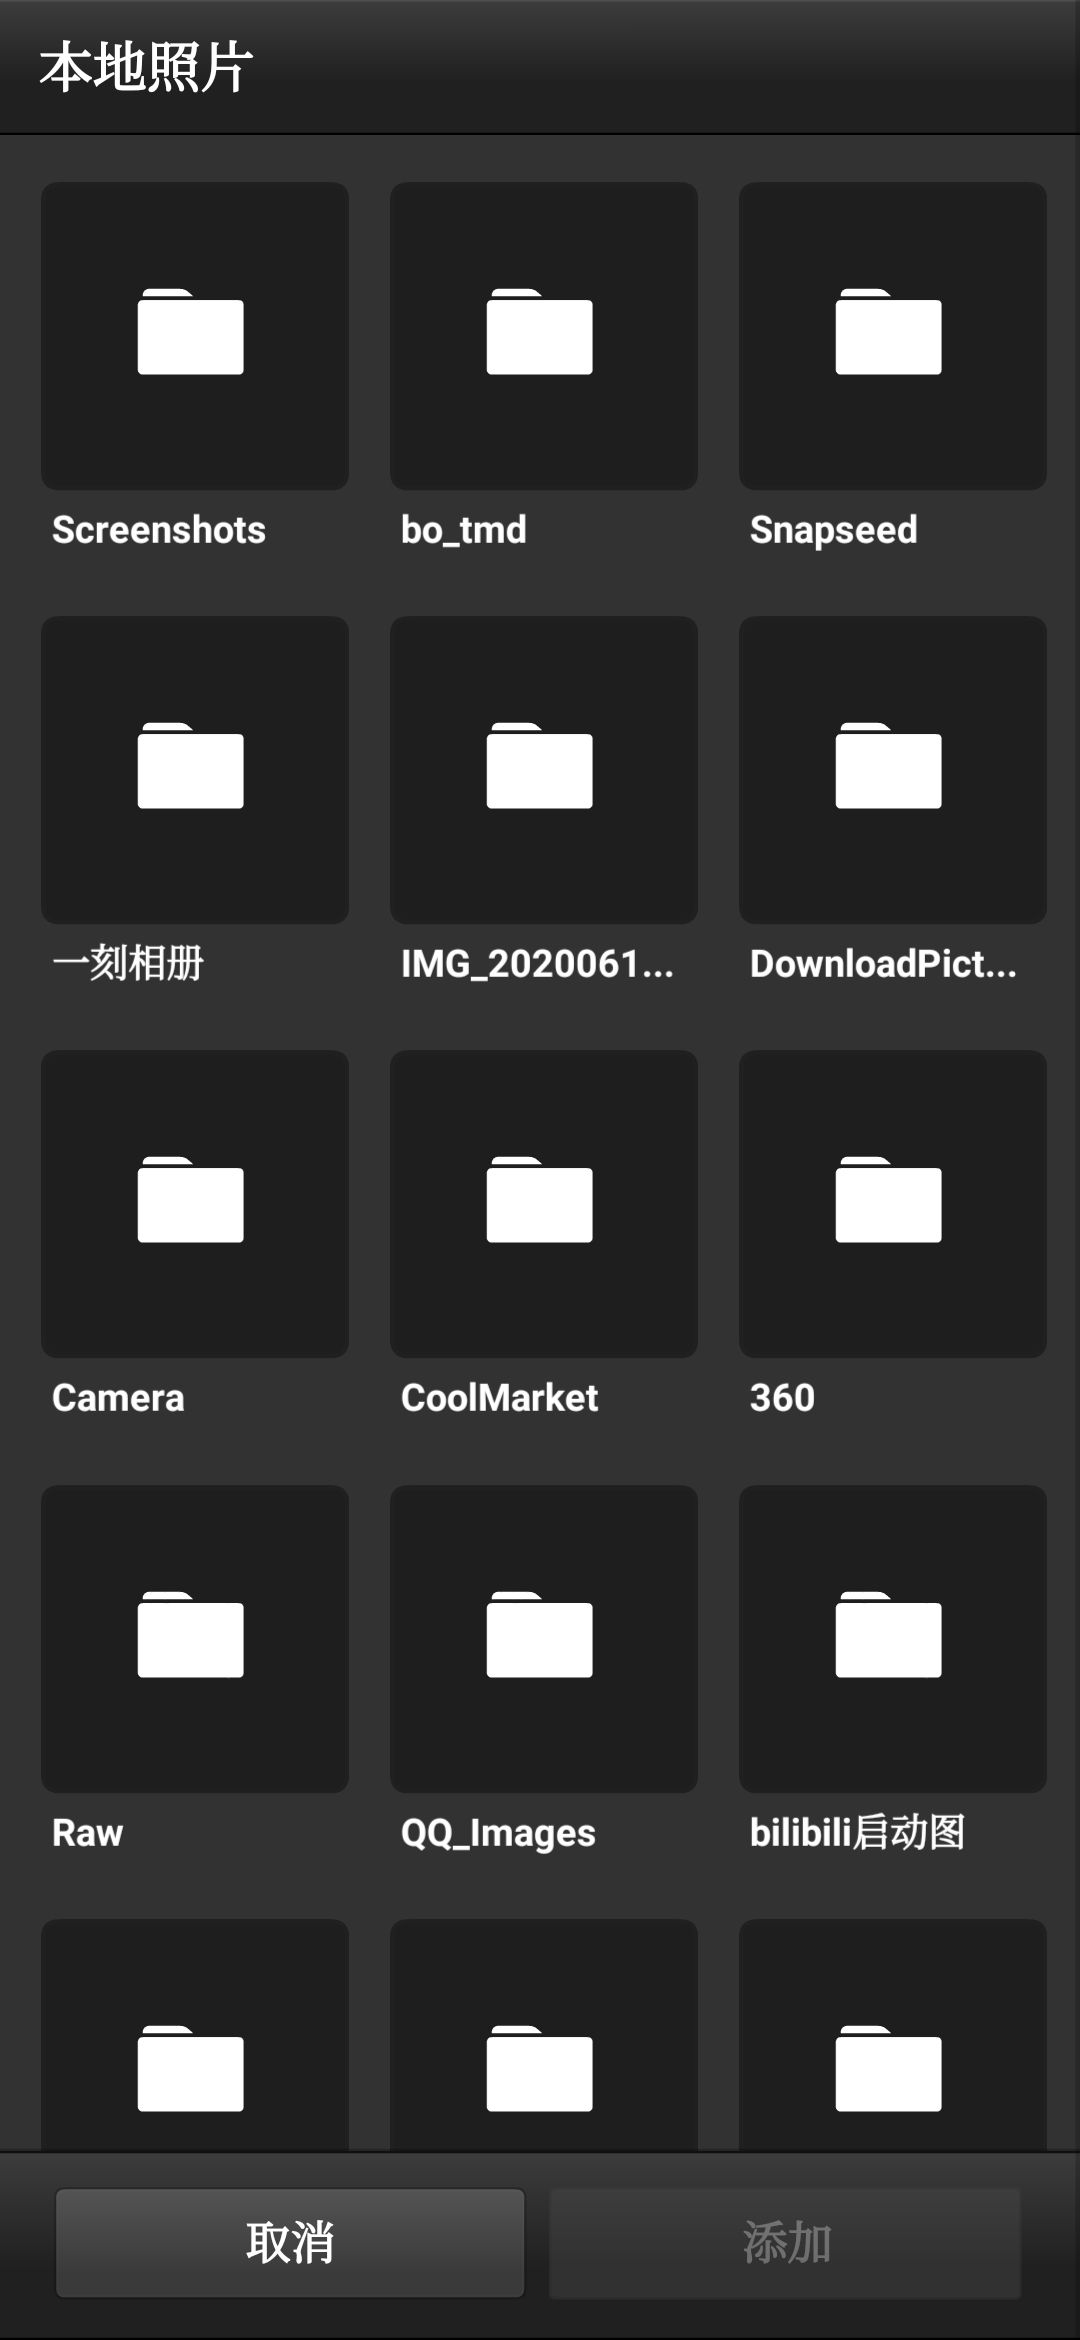 本地照片
Screenshots
bo_tmd
Snapseed
一刻相册
IMG_2020061...
DownloadPict...
Camera
CoolMarket
360
Raw
QQ_Images
bilibili启动图
取消
添加